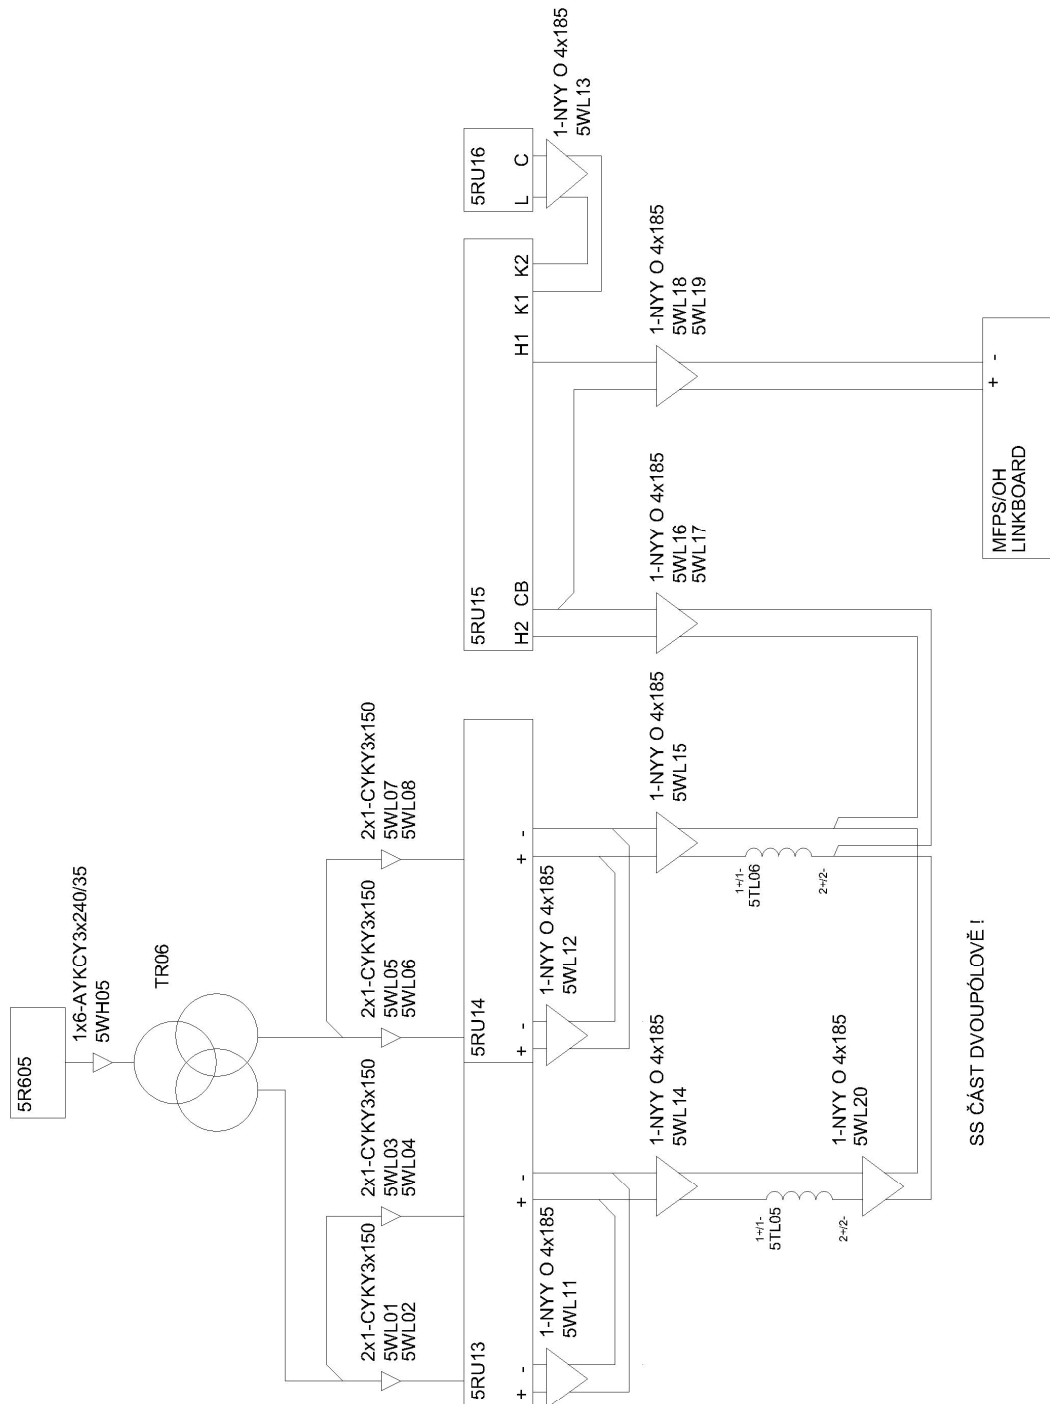 5R605
1x6-AYKCY3x240/35
5WH05
TR06
2x1-CYKY3x150
5WL01
5WL02
2x1-CYKY3x150
5WL03
5WL04
2x1-CYKY3x150
5WL05
5WL06
2x1-CYKY3x150
5WL07
5WL08
5RU13
+ -
+ -
5RU14
+ -
+ -
5RU15
H2 CB
H1 K1 K2
5RU16
L C
1-NYY O 4x185
5WL11
1-NYY O 4x185
5WL12
1-NYY O 4x185
5WL13
1-NYY O 4x185
5WL14
1-NYY O 4x185
5WL15
1-NYY O 4x185
5WL16
5WL17
1-NYY O 4x185
5WL18
5WL19
1+/1-
5TL05
2+/2-
1+/1-
5TL06
2+/2-
1-NYY O 4x185
5WL20
SS ČÁST DVOUPÓLOVĚ !
+ -
MFPS/OH
LINKBOARD